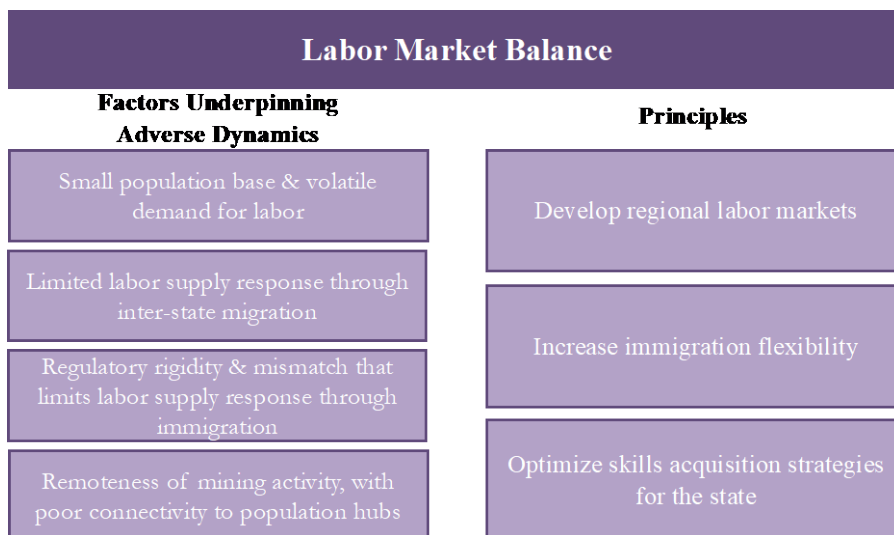 Labor Market Balance
Factors Underpinning
Adverse Dynamics
Small population base & volatile
demand for labor
Limited labor supply response through
inter-state migration
Regulatory rigidity & mismatch that
limits labor supply response through
immigration
Remoteness of mining activity, with
poor connectivity to population hubs
Principles
Develop regional labor markets
Increase immigration flexibility
Optimize skills acquisition strategies
for the state